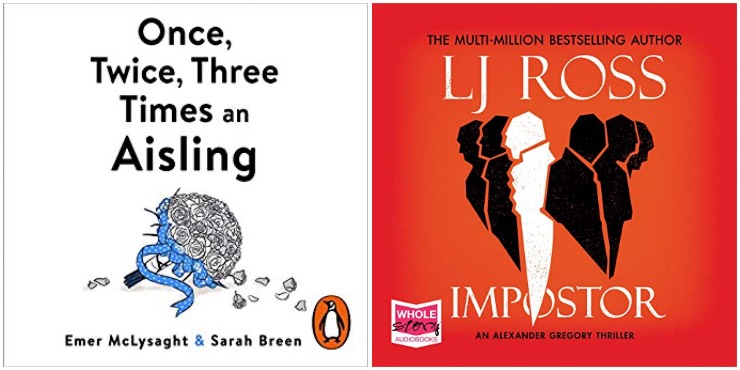 Once,
Twice, Three
Times an
Aisling
Emer McLysaght & Sarah Breen
THE MULTI-MILLION BESTSELLING AUTHOR
LJ ROSS
IMPOSTOR
WHOLE
story
AUDIOBOOKS
AN ALEXANDER GREGORY THRILLER